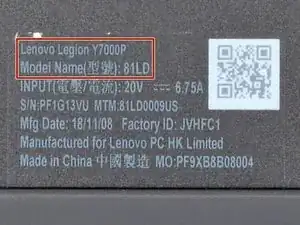 Lenovo Legion Y7000P
Model Name(型號): 81LD
INPUT(電壓/電流): 20V ⎓ 6.75A
S/N:PF1G13VU MTM:81LD0009US
Mfg Date: 18/11/08 Factory ID: JVHFC1
Manufactured for Lenovo PC HK Limited
Made in China 中國製造 MO:PF9XB8B08004